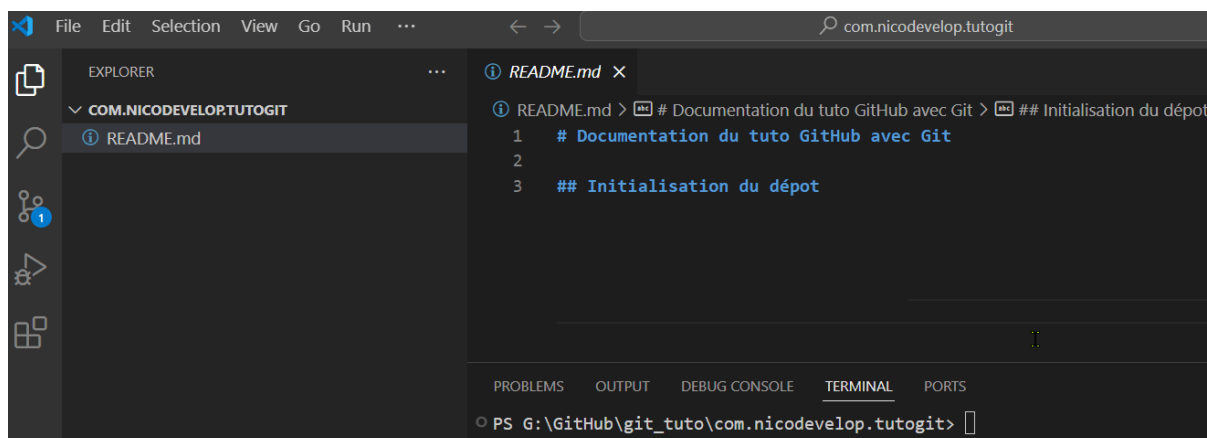 File Edit Selection View Go Run ··· ← → com.nicodevelop.tutogit
EXPLORER ···
COM.NICODEVELOP.TUTOGIT
README.md
1
README.md ×
README.md > # Documentation du tuto GitHub avec Git > ## Initialisation du dépot
1 # Documentation du tuto GitHub avec Git
2
3 ## Initialisation du dépot
PROBLEMS OUTPUT DEBUG CONSOLE TERMINAL PORTS
PS G:\GitHub\git_tuto\com.nicodevelop.tutogit>